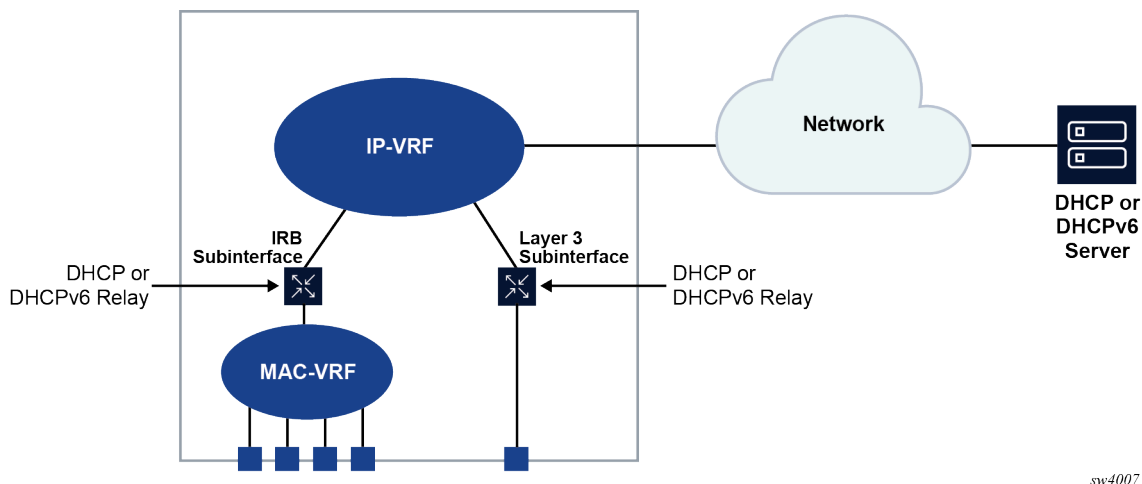 IP-VRF
Network
DHCP or
DHCPv6
Server
IRB
Subinterface
Layer 3
Subinterface
DHCP or
DHCPv6 Relay
DHCP or
DHCPv6 Relay
MAC-VRF
sw4007